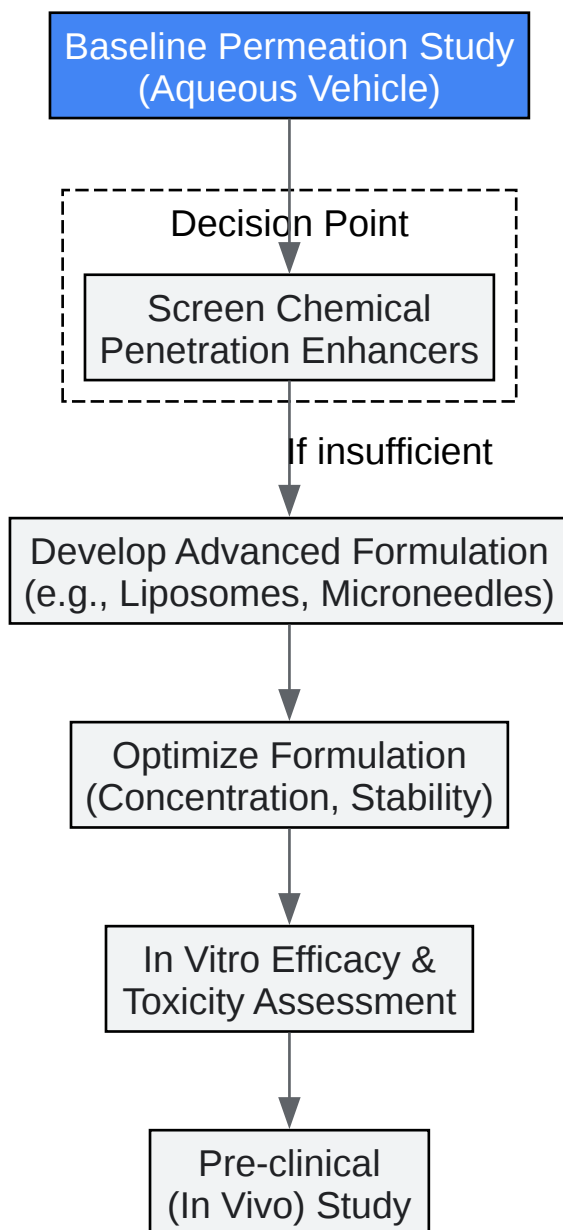 Baseline Permeation Study
(Aqueous Vehicle)
Decision Point
Screen Chemical
Penetration Enhancers
If insufficient
Develop Advanced Formulation
(e.g., Liposomes, Microneedles)
Optimize Formulation
(Concentration, Stability)
In Vitro Efficacy &
Toxicity Assessment
Pre-clinical
(In Vivo) Study